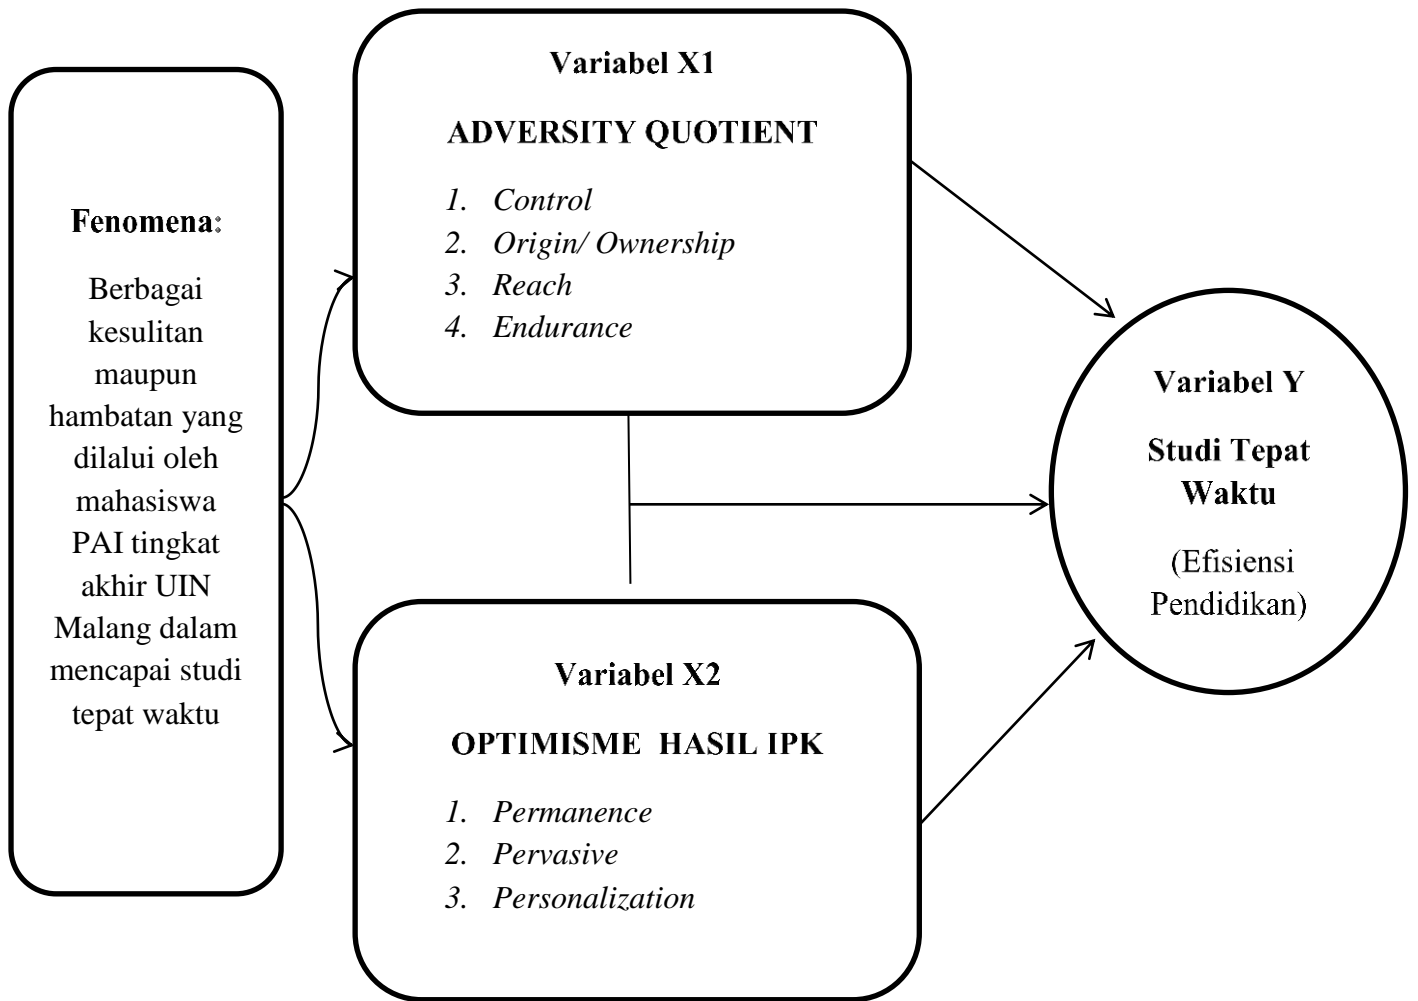 Fenomena:
Berbagai
kesulitan
maupun
hambatan yang
dilalui oleh
mahasiswa
PAI tingkat
akhir UIN
Malang dalam
mencapai studi
tepat waktu
Variabel X1
ADVERSITY QUOTIENT
1. Control
2. Origin/ Ownership
3. Reach
4. Endurance
Variabel X2
OPTIMISME HASIL IPK
1. Permanence
2. Pervasive
3. Personalization
Variabel Y
Studi Tepat
Waktu
(Efisiensi
Pendidikan)